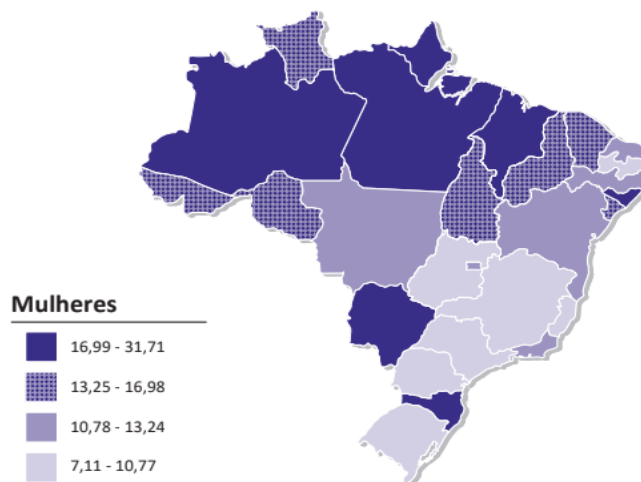 Mulheres
16,99 - 31,71
13,25 - 16,98
10,78 - 13,24
7,11 - 10,77